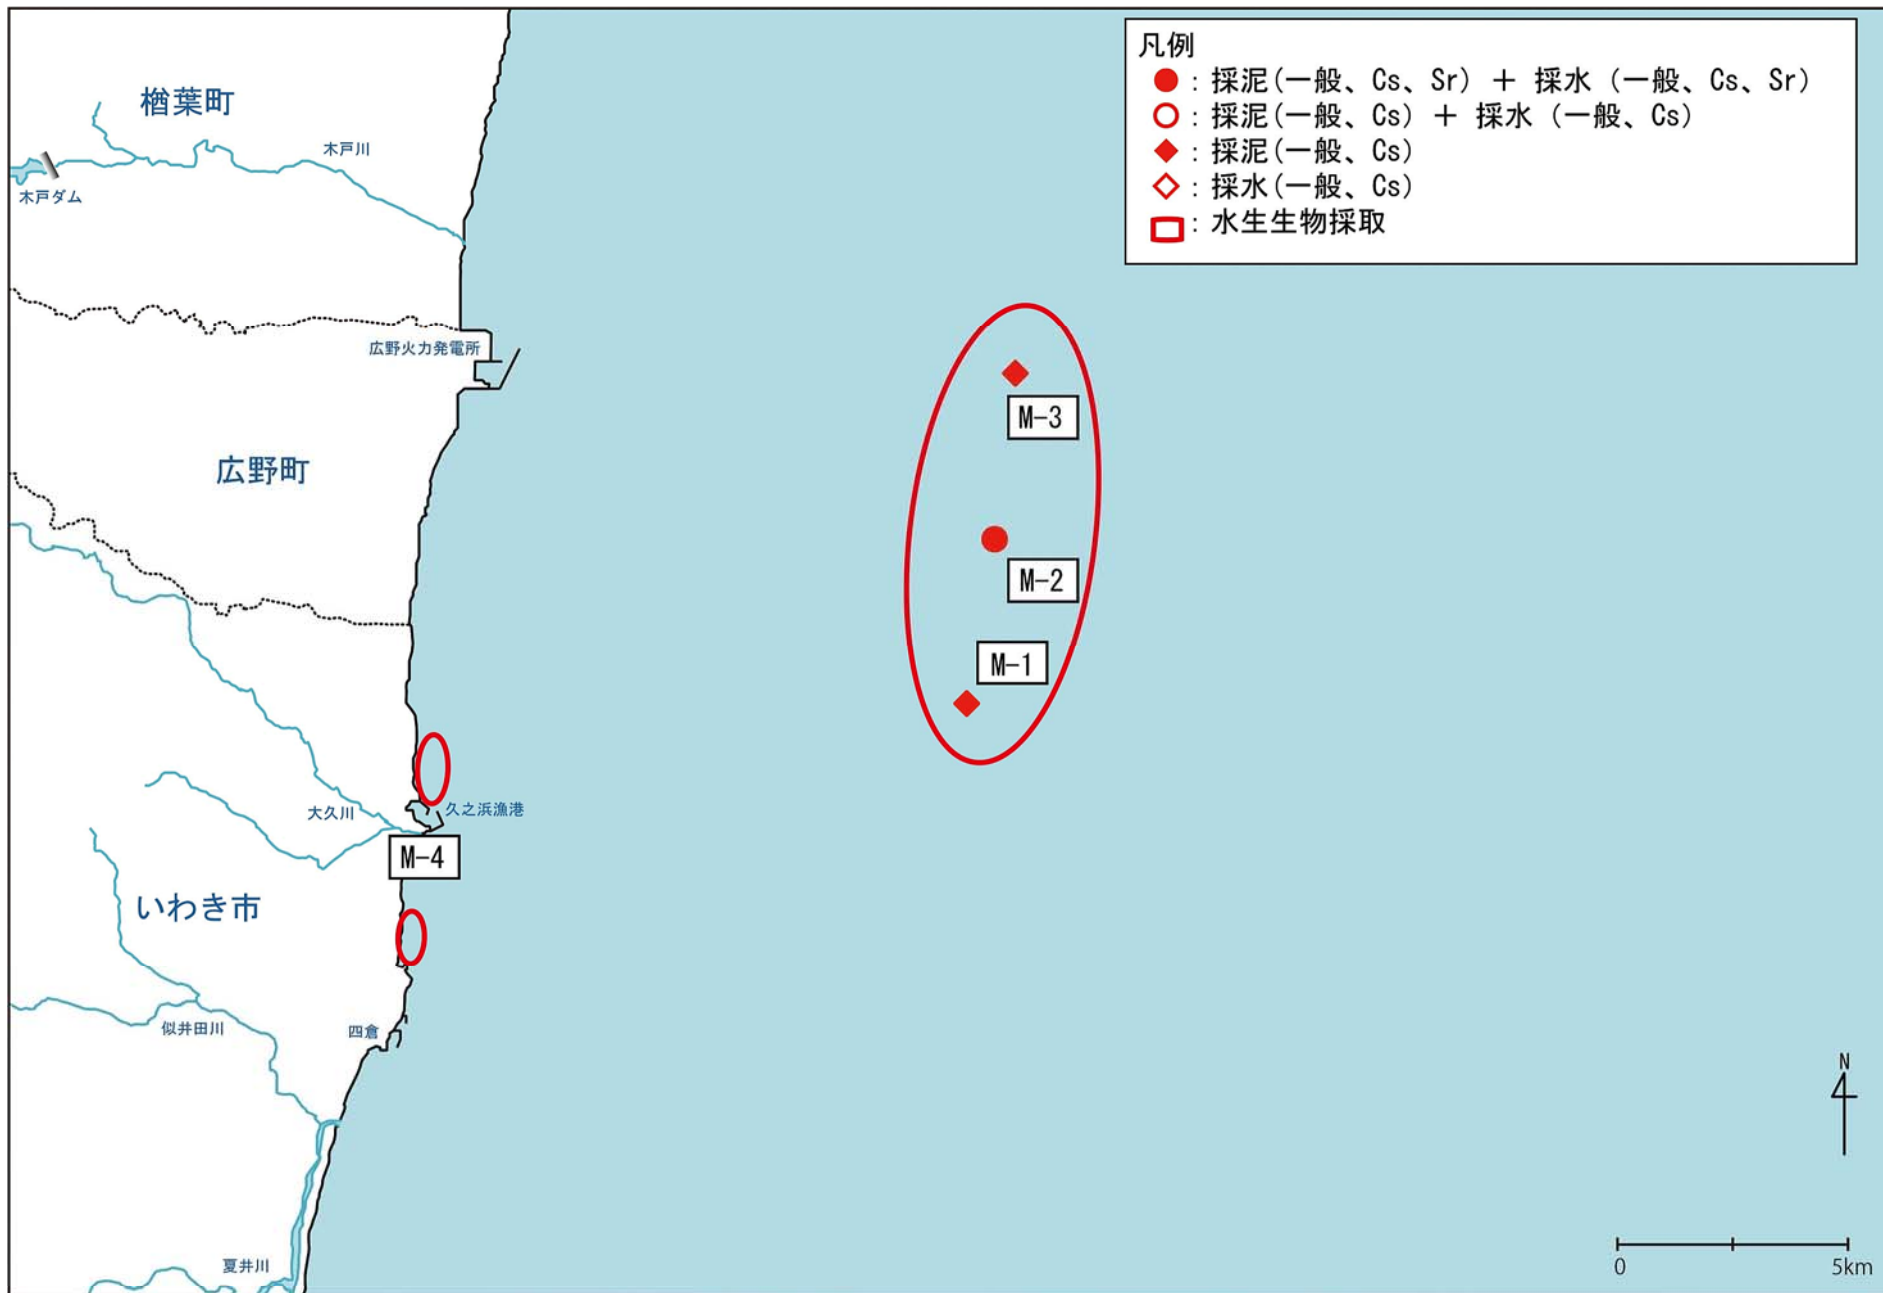 凡例
● : 採泥(一般、Cs、Sr) ＋ 採水 (一般、Cs、Sr)
○ : 採泥(一般、Cs) ＋ 採水 (一般、Cs)
◆ : 採泥(一般、Cs)
◇ : 採水(一般、Cs)
: 水生生物採取
楢葉町
木戸川
木戸ダム
広野火力発電所
M-3
広野町
M-2
M-1
大久川
久之浜漁港
M-4
いわき市
似井田川
四倉
N
夏井川
0
5km